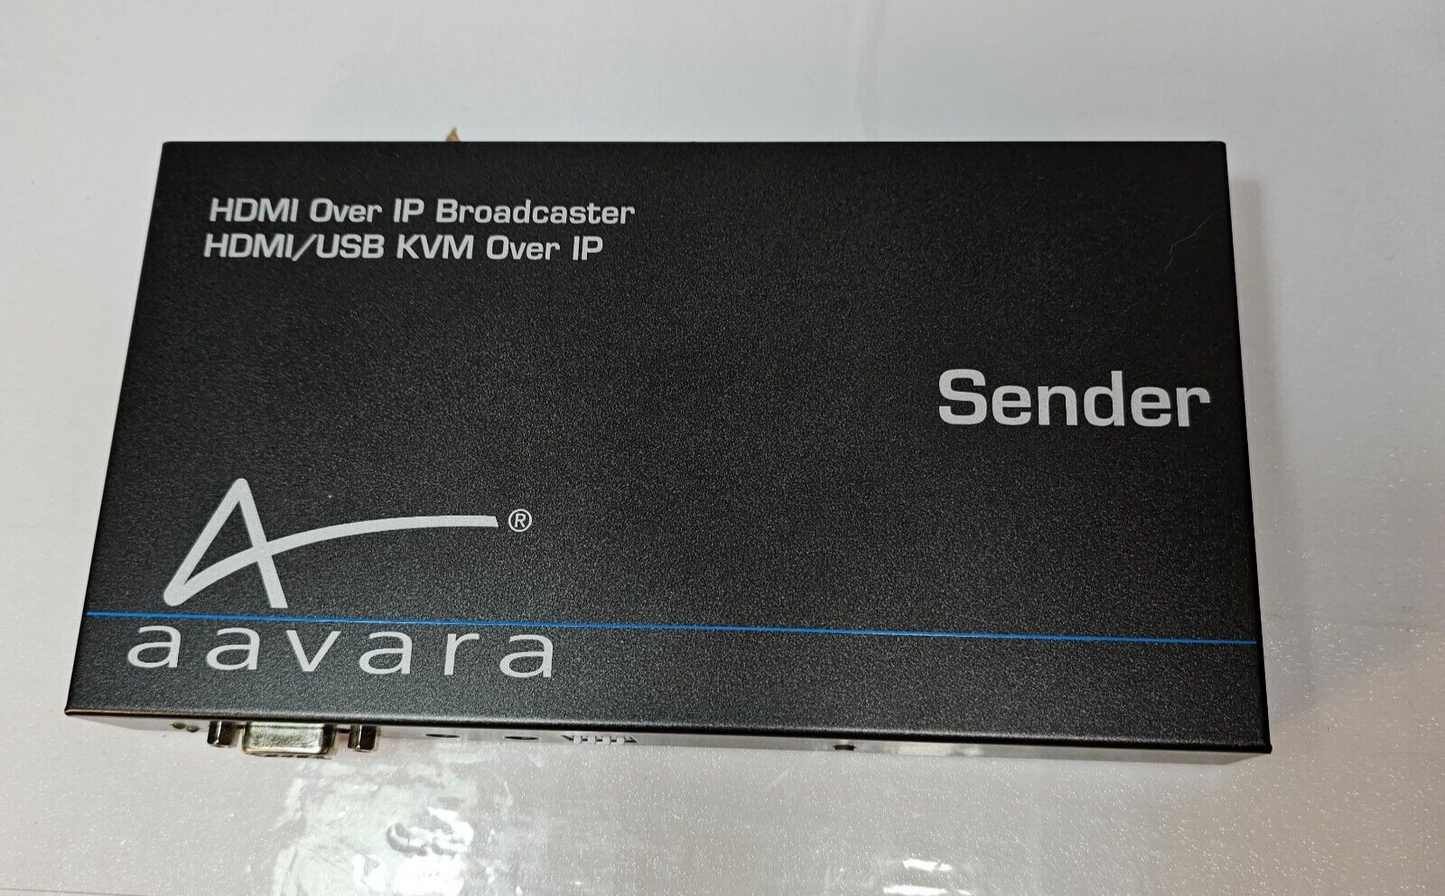 HDMI Over IP Broadcaster
HDMI/USB KVM Over IP
Sender
®
aavara